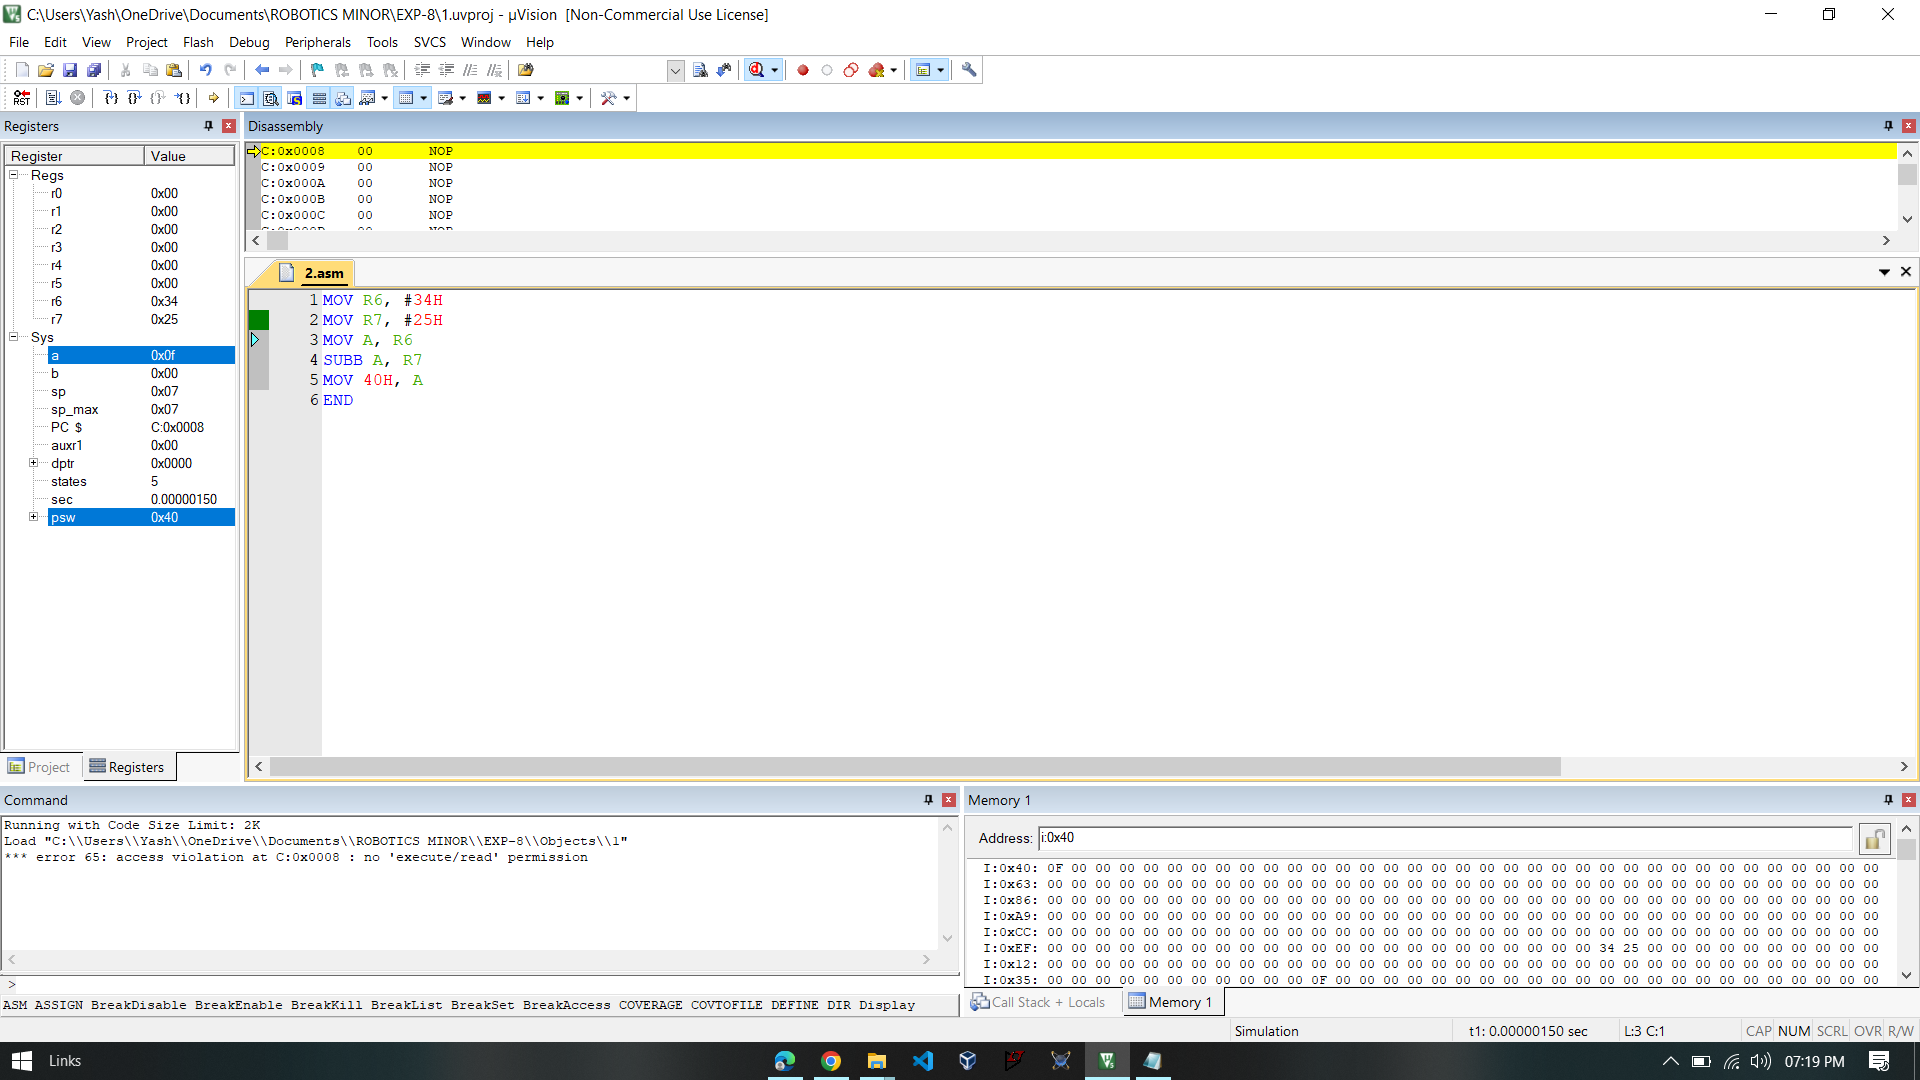 C:\Users\Yash\OneDrive\Documents\ROBOTICS MINOR\EXP-8\1.uvproj - µVision  [Non-Commercial Use License]
File Edit View Project Flash Debug Peripherals Tools SVCS Window Help
RST
Registers
Register Value
Regs
r0 0x00
r1 0x00
r2 0x00
r3 0x00
r4 0x00
r5 0x00
r6 0x34
r7 0x25
Sys
a 0x0f
b 0x00
sp 0x07
sp_max 0x07
PC $ C:0x0008
auxr1 0x00
dptr 0x0000
states 5
sec 0.00000150
psw 0x40
Project Registers
Disassembly
C:0x0008 00 NOP
C:0x0009 00 NOP
C:0x000A 00 NOP
C:0x000B 00 NOP
C:0x000C 00 NOP
C:0x000D 00 NOP
2.asm
1 MOV R6, #34H
2 MOV R7, #25H
3 MOV A, R6
4 SUBB A, R7
5 MOV 40H, A
6 END
Command
Running with Code Size Limit: 2K
Load "C:\\Users\\Yash\\OneDrive\\Documents\\ROBOTICS MINOR\\EXP-8\\Objects\\1"
*** error 65: access violation at C:0x0008 : no 'execute/read' permission
>
ASM ASSIGN BreakDisable BreakEnable BreakKill BreakList BreakSet BreakAccess COVERAGE COVTOFILE DEFINE DIR Display
Memory 1
Address: i:0x40
I:0x40: 0F 00 00 00 00 00 00 00 00 00 00 00 00 00 00 00 00 00 00 00 00 00 00 00 00 00 00 00 00 00 00 00 00 00 00
I:0x63: 00 00 00 00 00 00 00 00 00 00 00 00 00 00 00 00 00 00 00 00 00 00 00 00 00 00 00 00 00 00 00 00 00 00 00
I:0x86: 00 00 00 00 00 00 00 00 00 00 00 00 00 00 00 00 00 00 00 00 00 00 00 00 00 00 00 00 00 00 00 00 00 00 00
I:0xA9: 00 00 00 00 00 00 00 00 00 00 00 00 00 00 00 00 00 00 00 00 00 00 00 00 00 00 00 00 00 00 00 00 00 00 00
I:0xCC: 00 00 00 00 00 00 00 00 00 00 00 00 00 00 00 00 00 00 00 00 00 00 00 00 00 00 00 00 00 00 00 00 00 00 00
I:0xEF: 00 00 00 00 00 00 00 00 00 00 00 00 00 00 00 00 00 00 00 00 00 00 00 34 25 00 00 00 00 00 00 00 00 00 00
I:0x12: 00 00 00 00 00 00 00 00 00 00 00 00 00 00 00 00 00 00 00 00 00 00 00 00 00 00 00 00 00 00 00 00 00 00 00
I:0x35: 00 00 00 00 00 00 00 00 00 00 00 0F 00 00 00 00 00 00 00 00 00 00 00 00 00 00 00 00 00 00 00 00 00 00 00
Call Stack + Locals Memory 1
Simulation t1: 0.00000150 sec L:3 C:1 CAP NUM SCRL OVR R/W
Links 07:19 PM